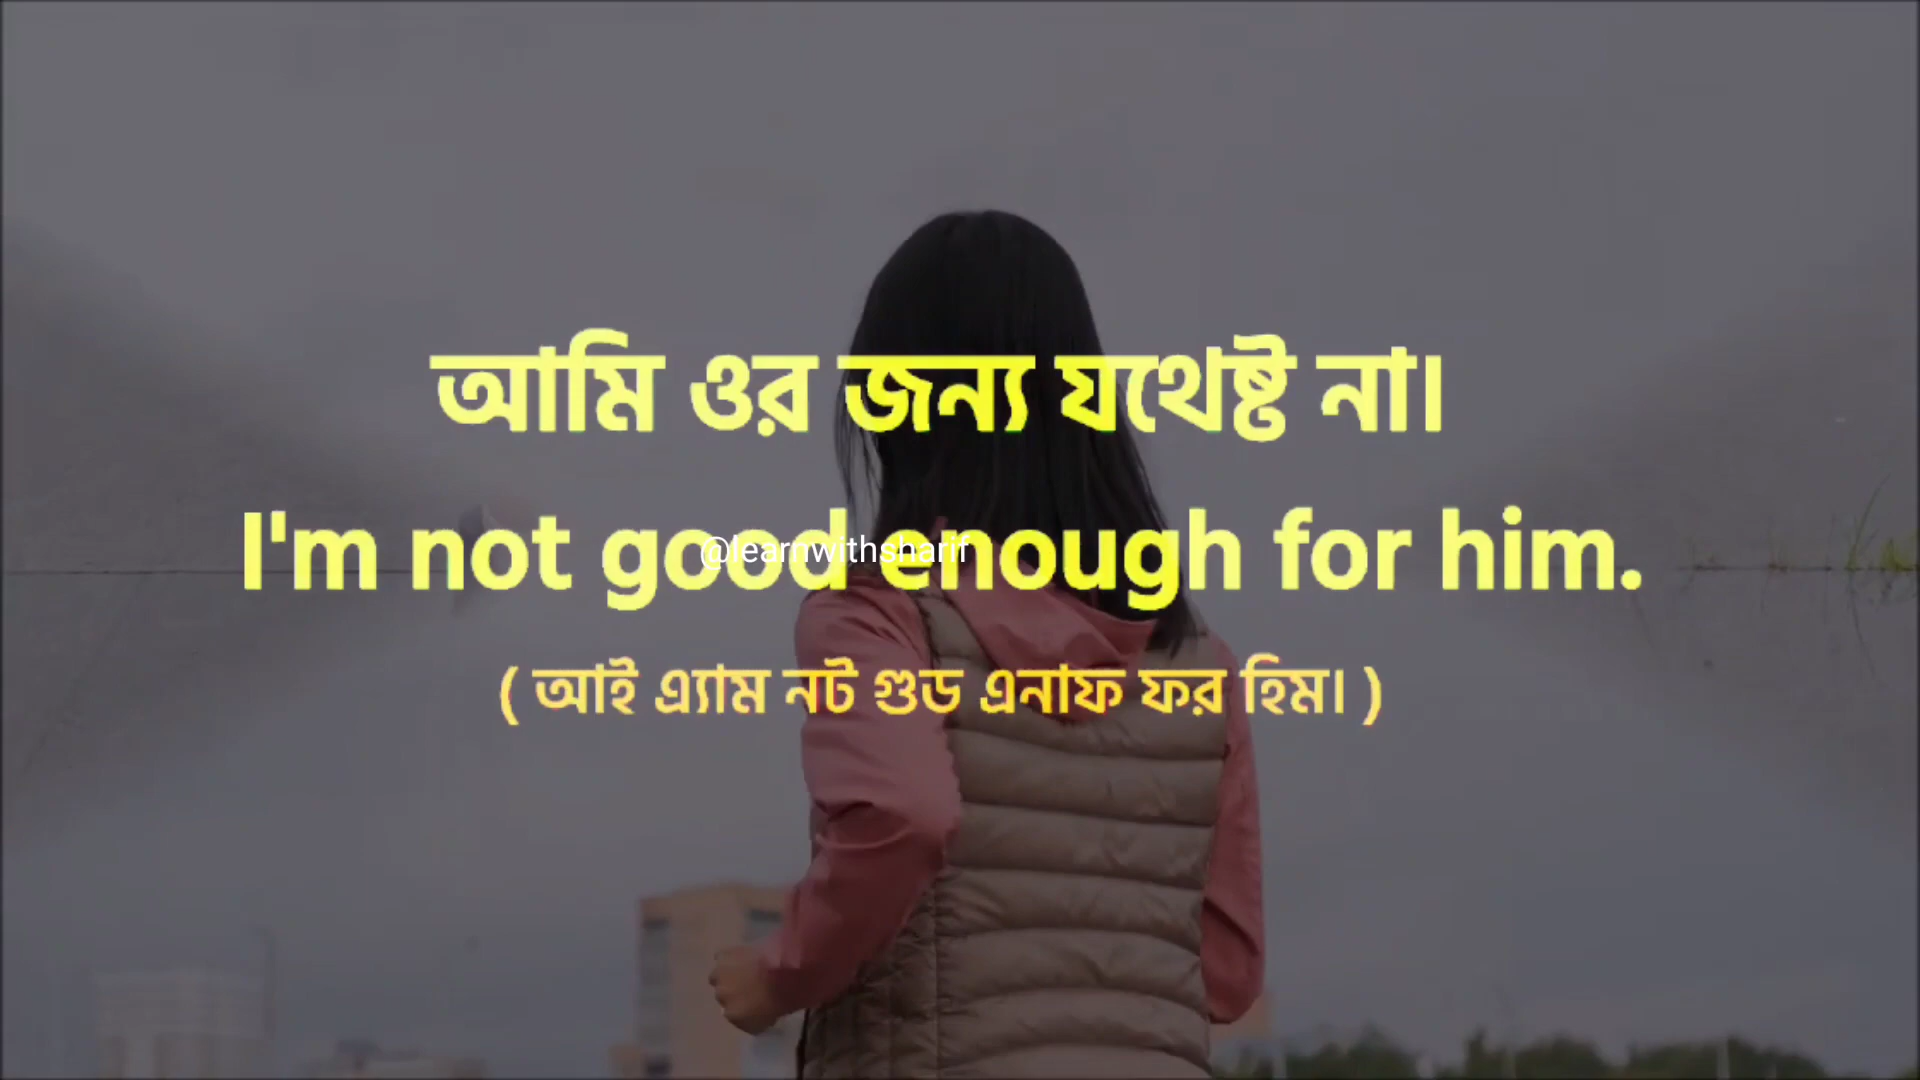 আমি ওর জন্য যথেষ্ট না।
I'm not good enough for him.
@learnwithsharif
( আই এ্যাম নট গুড এনাফ ফর হিম। )